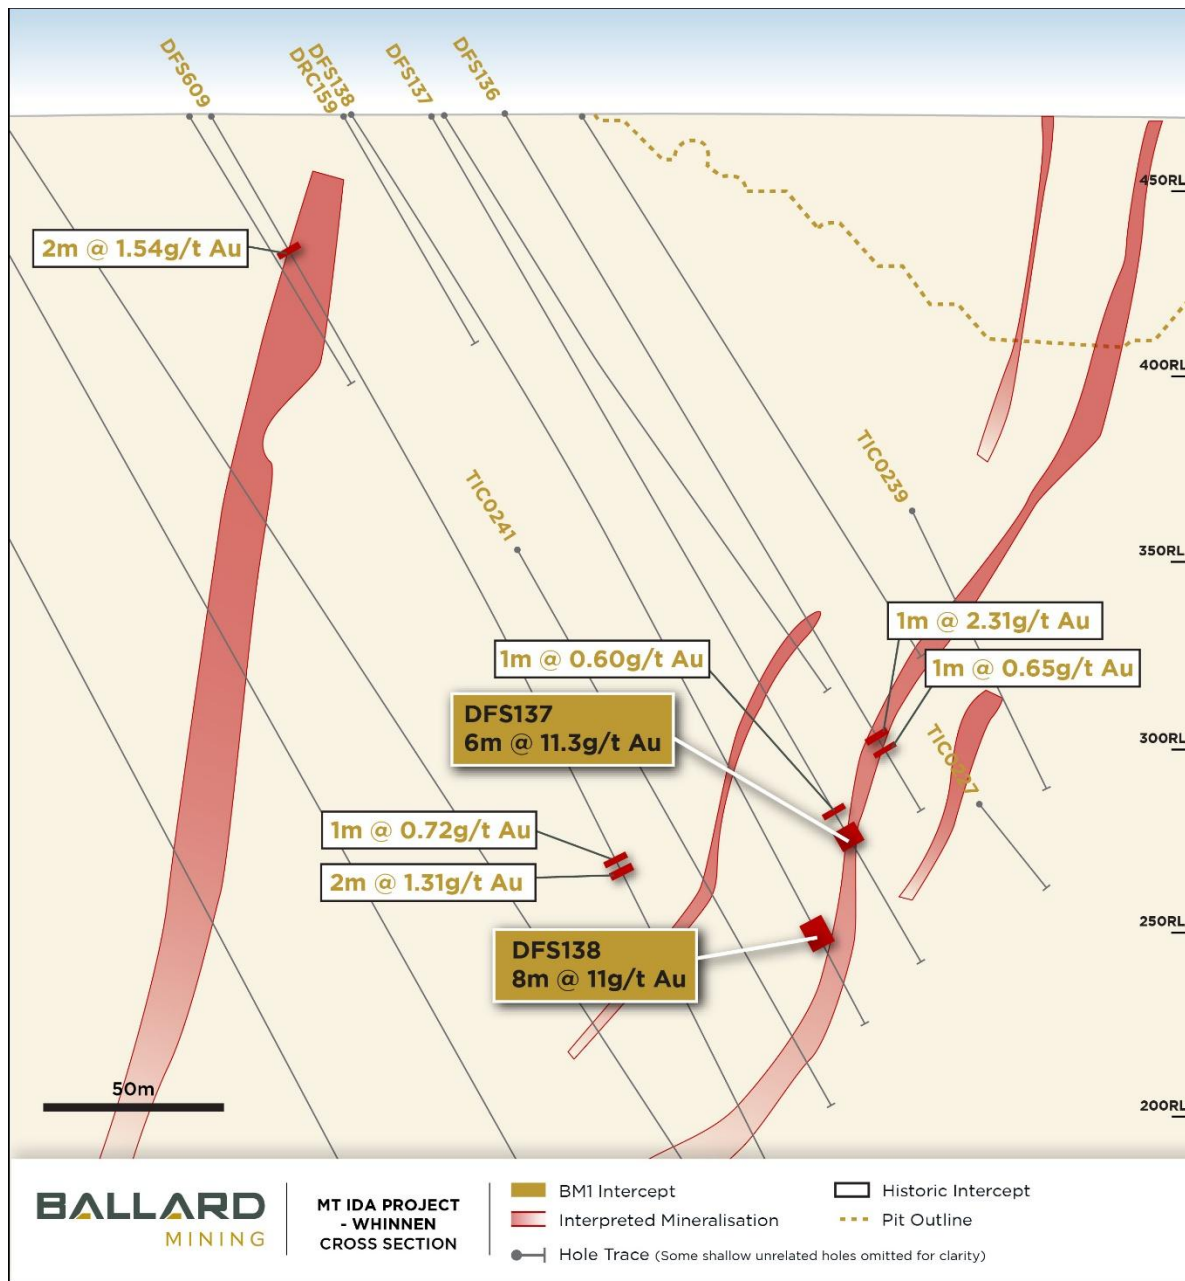 DFS609
DRC159
DFS138
DFS137
DFS136
450RL
2m @ 1.54g/t Au
400RL
TIC0239
TIC0241
350RL
1m @ 2.31g/t Au
1m @ 0.60g/t Au
1m @ 0.65g/t Au
DFS137
6m @ 11.3g/t Au
300RL
TIC0227
1m @ 0.72g/t Au
2m @ 1.31g/t Au
250RL
DFS138
8m @ 11g/t Au
50m
200RL
BALLARD
MINING
MT IDA PROJECT
- WHINNEN
CROSS SECTION
BM1 Intercept
Historic Intercept
Interpreted Mineralisation
Pit Outline
Hole Trace (Some shallow unrelated holes omitted for clarity)